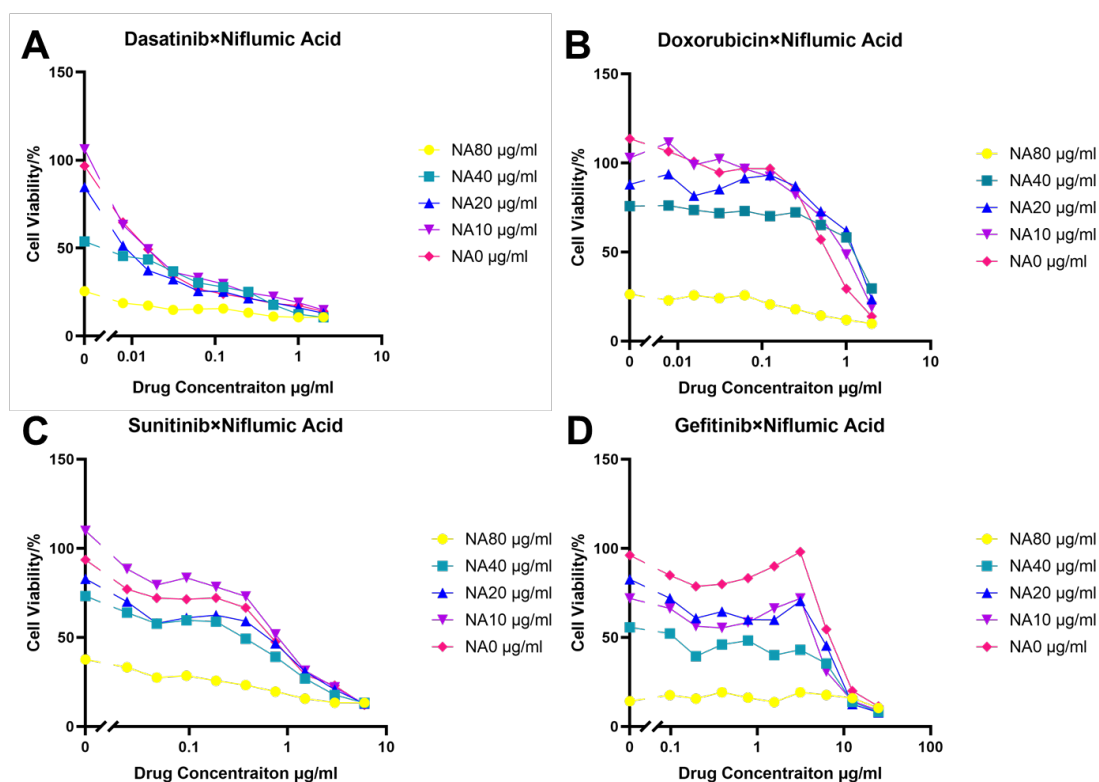 A
Dasatinib×Niflumic Acid
150
100
50
0
Cell Viability/%
0
0.01
0.1
1
10
Drug Concentraiton µg/ml
NA80 µg/ml
NA40 µg/ml
NA20 µg/ml
NA10 µg/ml
NA0 µg/ml
B
Doxorubicin×Niflumic Acid
150
100
50
0
Cell Viability/%
0
0.01
0.1
1
10
Drug Concentraiton µg/ml
NA80 µg/ml
NA40 µg/ml
NA20 µg/ml
NA10 µg/ml
NA0 µg/ml
C
Sunitinib×Niflumic Acid
150
100
50
0
Cell Viability/%
0
0.1
1
10
Drug Concentraiton µg/ml
NA80 µg/ml
NA40 µg/ml
NA20 µg/ml
NA10 µg/ml
NA0 µg/ml
D
Gefitinib×Niflumic Acid
150
100
50
0
Cell Viability/%
0
0.1
1
10
100
Drug Concentraiton µg/ml
NA80 µg/ml
NA40 µg/ml
NA20 µg/ml
NA10 µg/ml
NA0 µg/ml